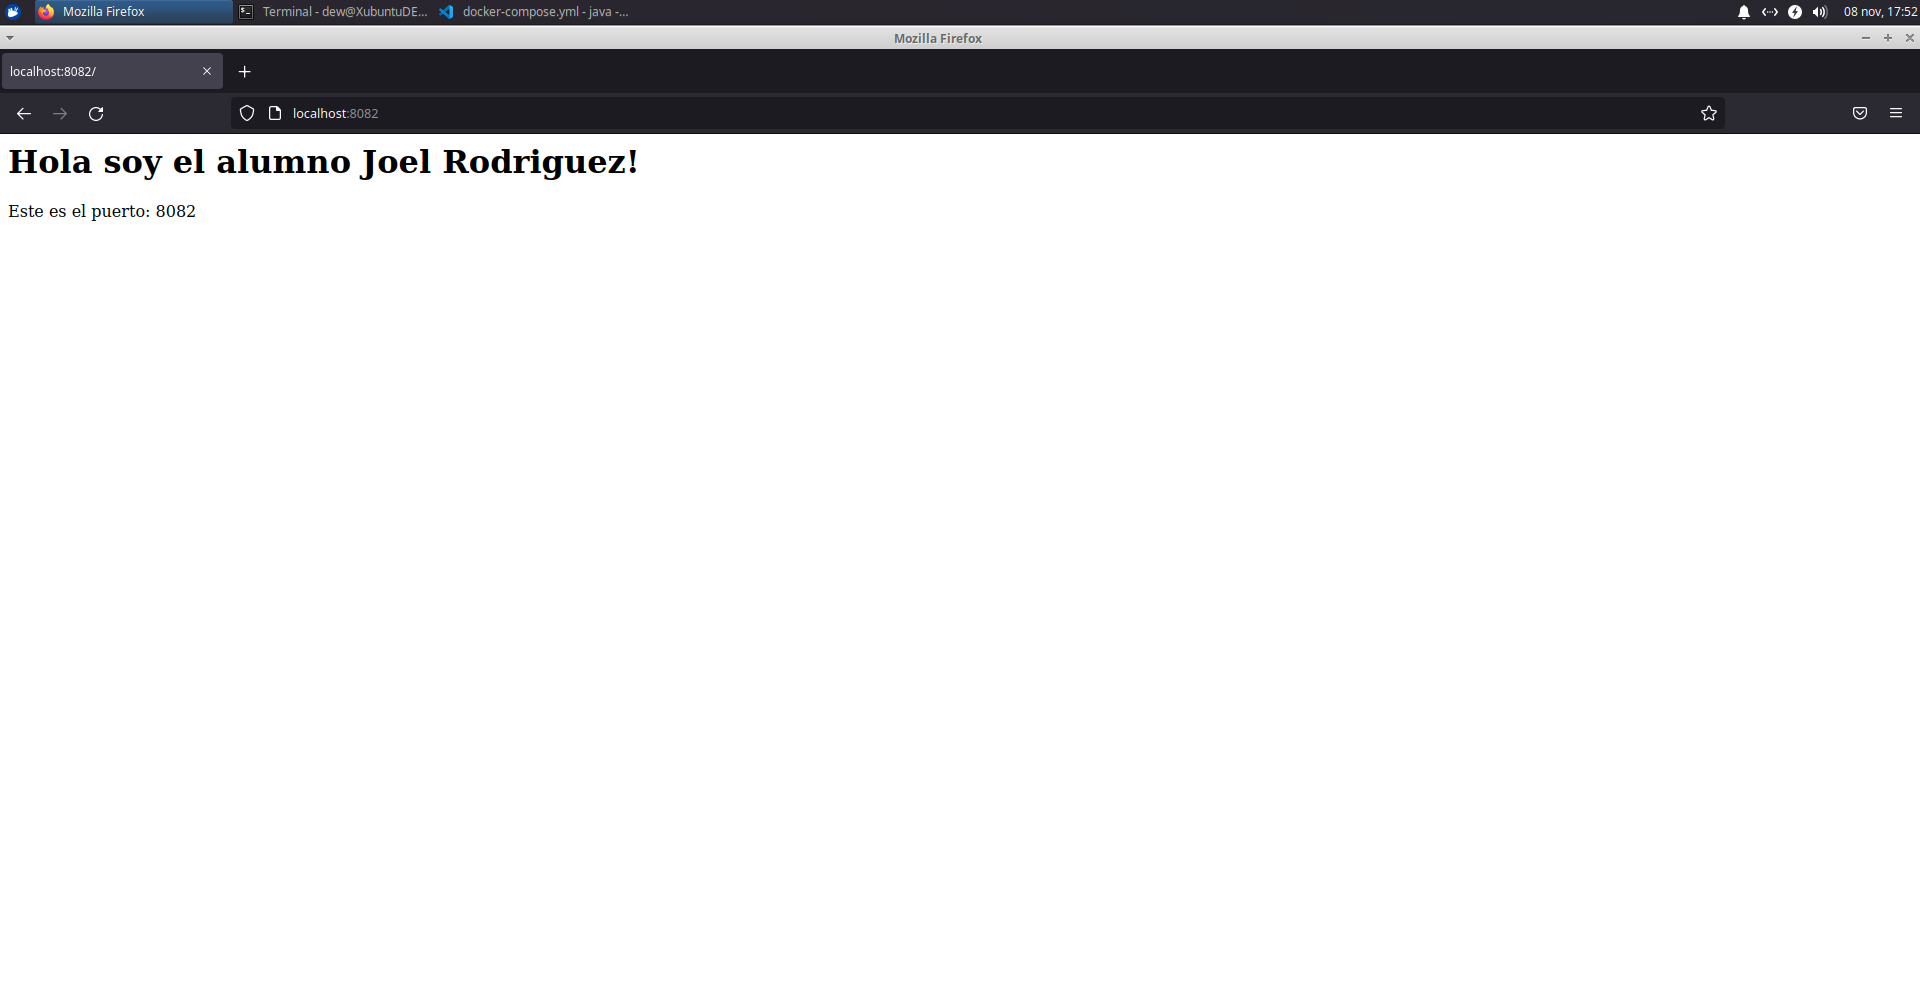 Mozilla Firefox
Terminal - dew@XubuntuDE...
docker-compose.yml - java -...
08 nov, 17:52
Mozilla Firefox
localhost:8082/
localhost:8082
Hola soy el alumno Joel Rodriguez!
Este es el puerto: 8082